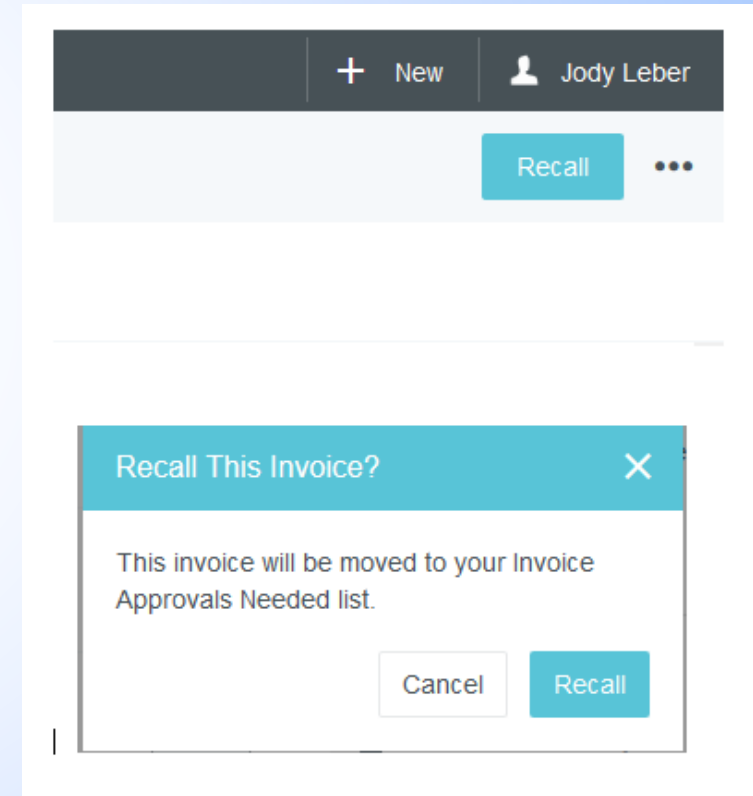 + New Jody Leber
Recall •••
Recall This Invoice?
This invoice will be moved to your Invoice
Approvals Needed list.
Cancel Recall